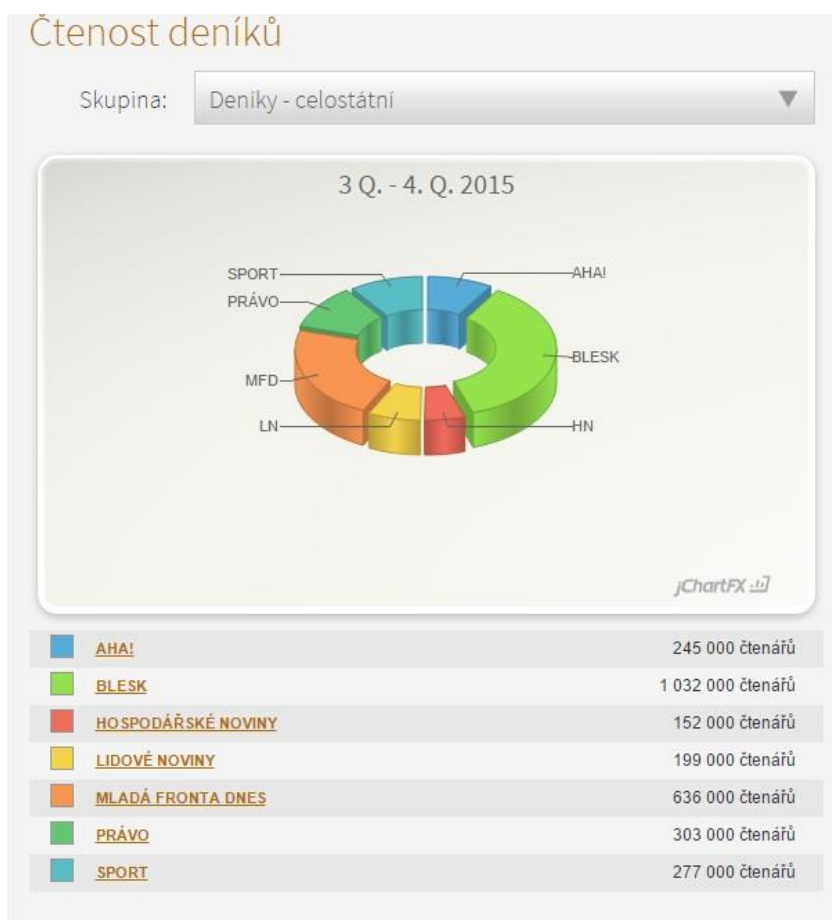 Čtenost deníků
Skupina: Deníky - celostátní
3 Q. - 4. Q. 2015
SPORT
AHA!
PRÁVO
BLESK
MFD
LN
HN
jChartFX
AHA! 245 000 čtenářů
BLESK 1 032 000 čtenářů
HOSPODÁŘSKÉ NOVINY 152 000 čtenářů
LIDOVÉ NOVINY 199 000 čtenářů
MLADÁ FRONTA DNES 636 000 čtenářů
PRÁVO 303 000 čtenářů
SPORT 277 000 čtenářů